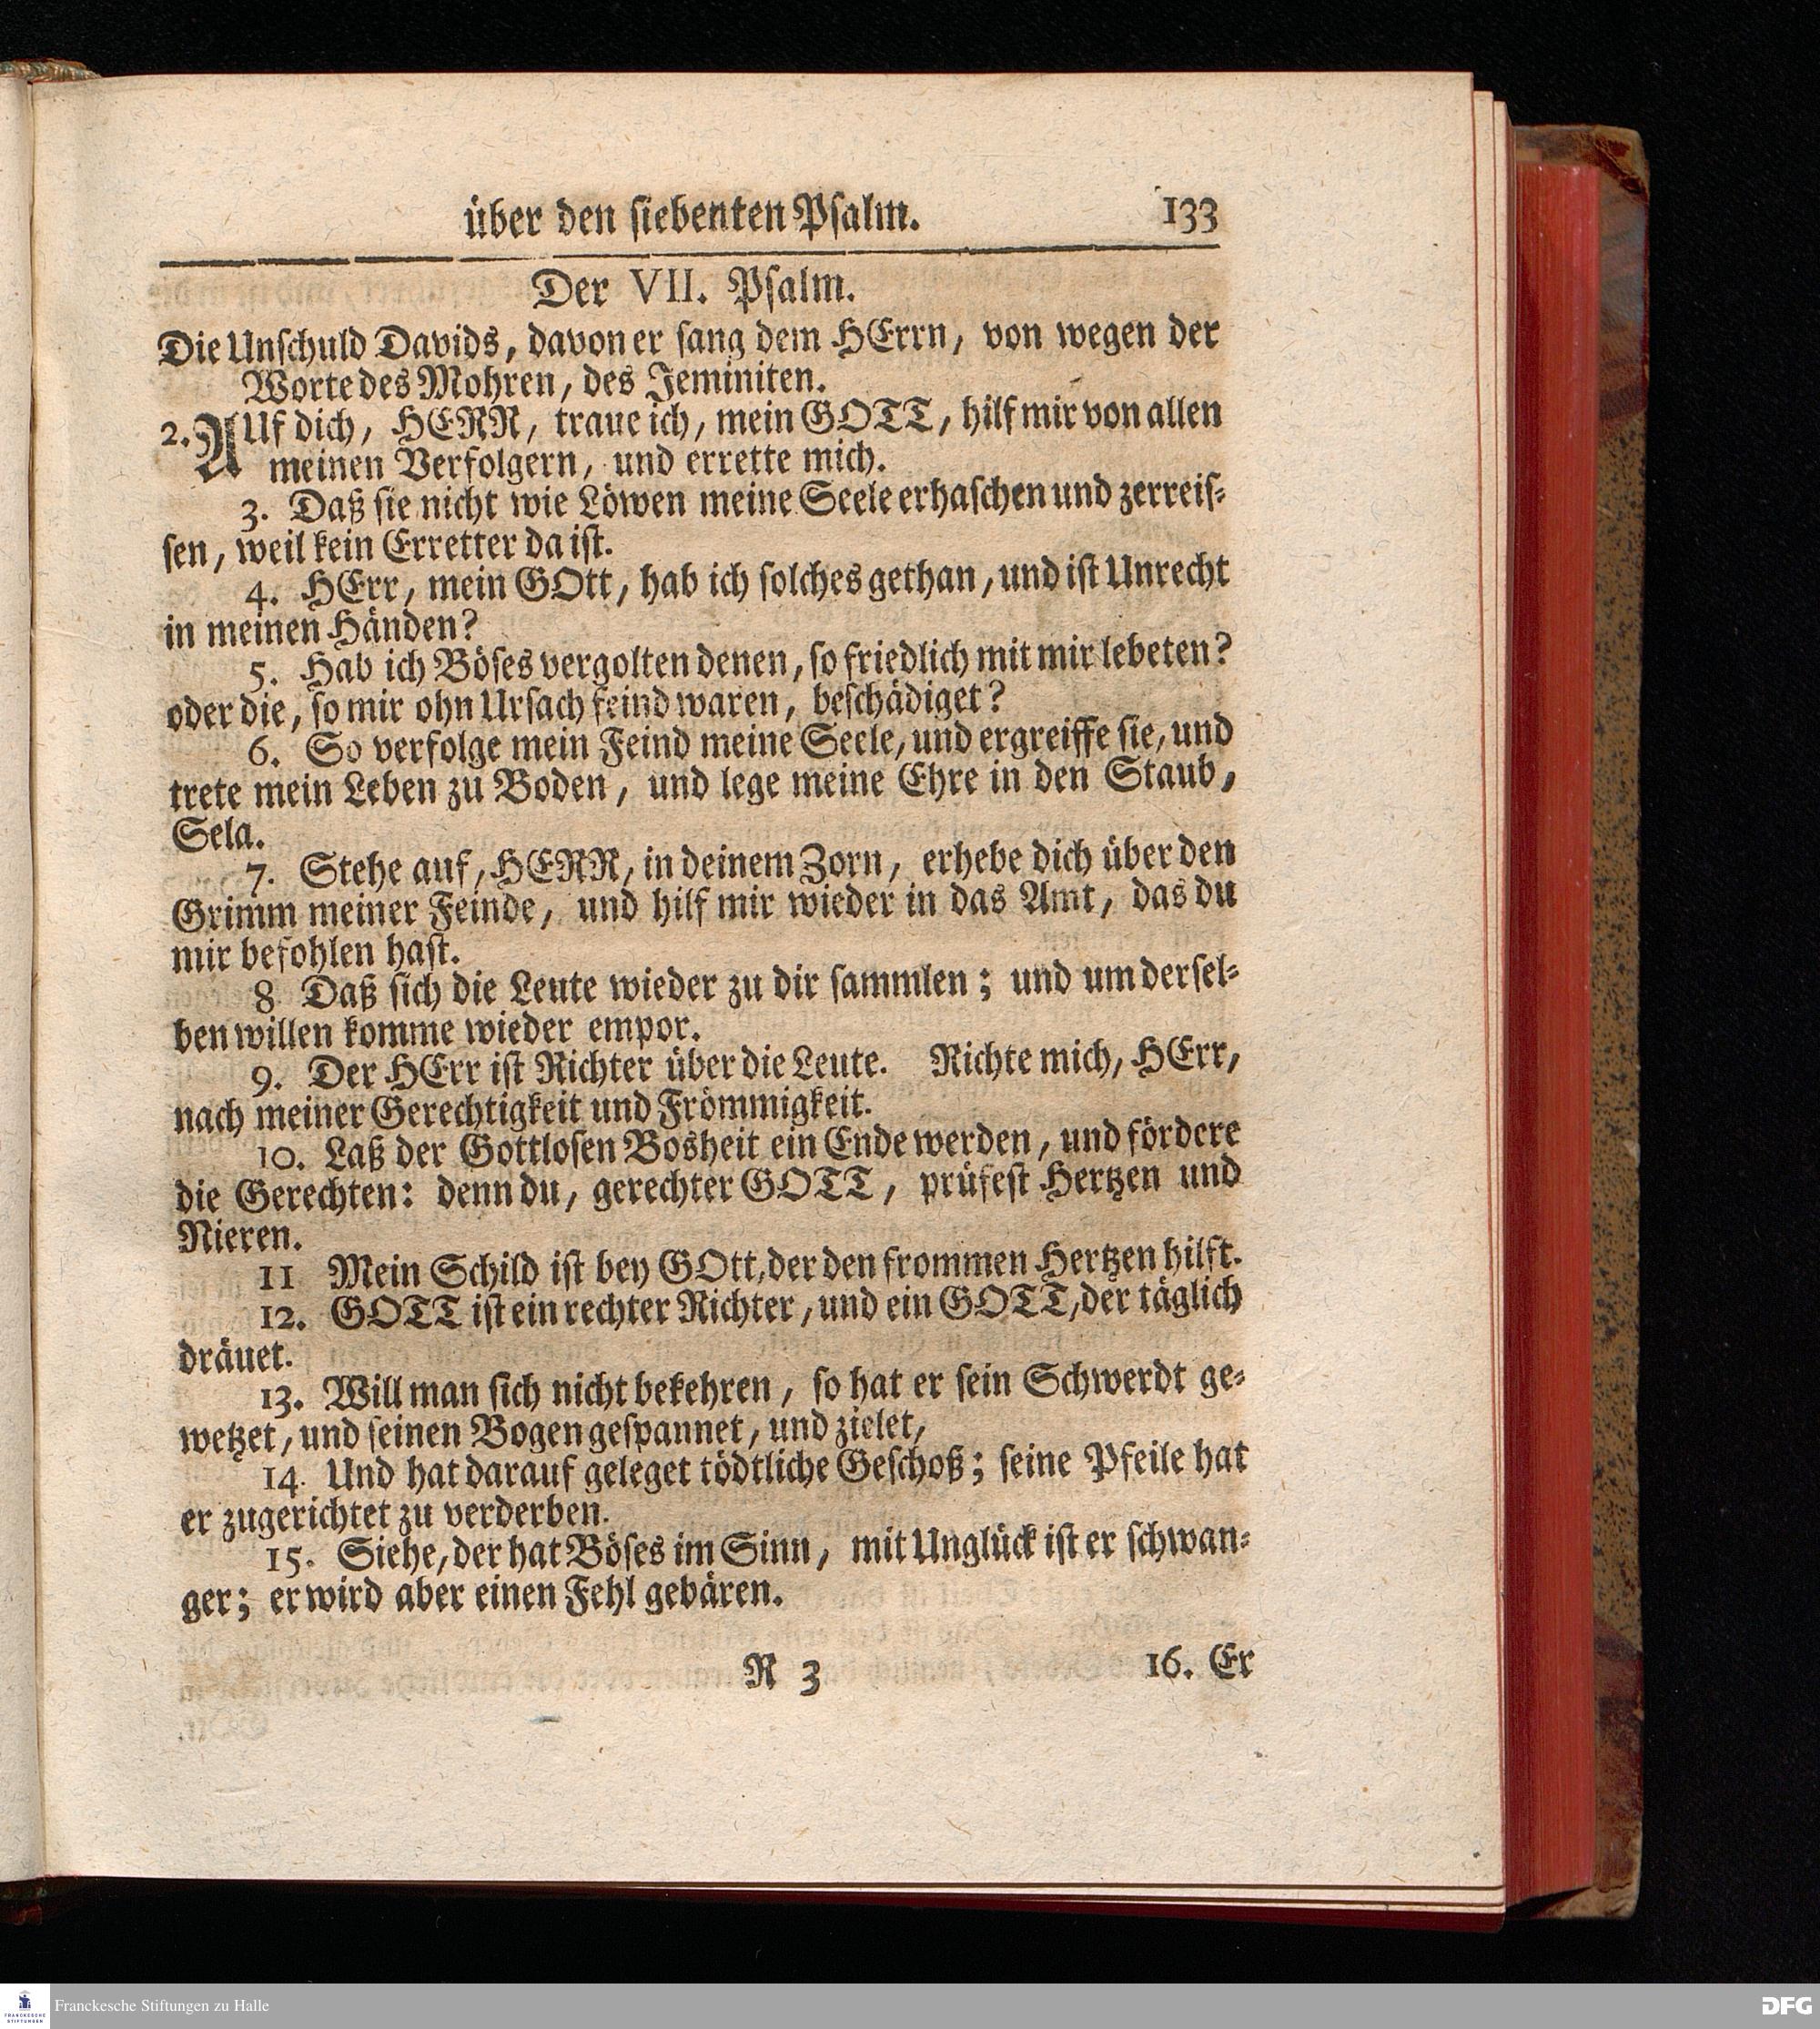 über den siebenten Psalm. 133
Der VII. Psalm.
Die Unschuld Davids, davon er sang dem HErrn, von wegen der
Worte des Mohren, des Jeminiten.
2. AUf dich, HERR, traue ich, mein GOTT, hilf mir von allen
meinen Verfolgern, und errette mich.
3. Daß sie nicht wie Löwen meine Seele erhaschen und zerreis-
sen, weil kein Erretter da ist.
4. HErr, mein GOtt, hab ich solches gethan, und ist Unrecht
in meinen Händen?
5. Hab ich Böses vergolten denen, so friedlich mit mir lebeten?
oder die, so mir ohn Ursach feind waren, beschädiget?
6. So verfolge mein Feind meine Seele, und ergreiffe sie, und
trete mein Leben zu Boden, und lege meine Ehre in den Staub,
Sela.
7. Stehe auf, HERR, in deinem Zorn, erhebe dich über den
Grimm meiner Feinde, und hilf mir wieder in das Amt, das du
mir befohlen hast.
8 Daß sich die Leute wieder zu dir sammlen; und um dersel-
ben willen komme wieder empor.
9. Der HErr ist Richter über die Leute. Richte mich, HErr,
nach meiner Gerechtigkeit und Frömmigkeit.
10. Laß der Gottlosen Bosheit ein Ende werden, und fördere
die Gerechten: denn du, gerechter GOTT, prüfest Hertzen und
Nieren.
11 Mein Schild ist bey GOtt, der den frommen Hertzen hilft.
12. GOTT ist ein rechter Richter, und ein GOTT, der täglich
dräuet.
13. Will man sich nicht bekehren, so hat er sein Schwerdt ge-
wetzet, und seinen Bogen gespannet, und zielet,
14. Und hat darauf geleget tödtliche Geschoß; seine Pfeile hat
er zugerichtet zu verderben.
15. Siehe, der hat Böses im Sinn, mit Unglück ist er schwan-
ger; er wird aber einen Fehl gebären.
R 3 16. Er
FRANCKESCHE STIFTUNGEN
Franckesche Stiftungen zu Halle
DFG